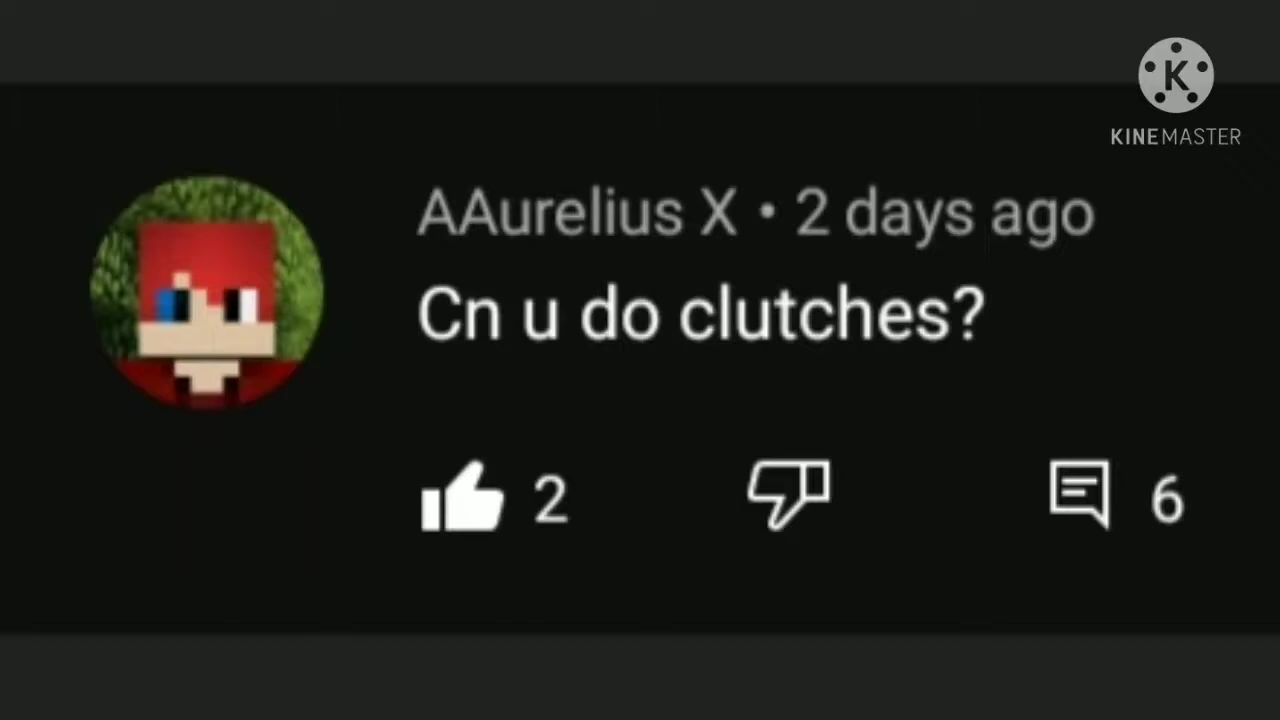 K
KINEMASTER
AAurelius X • 2 days ago
Cn u do clutches?
2
6